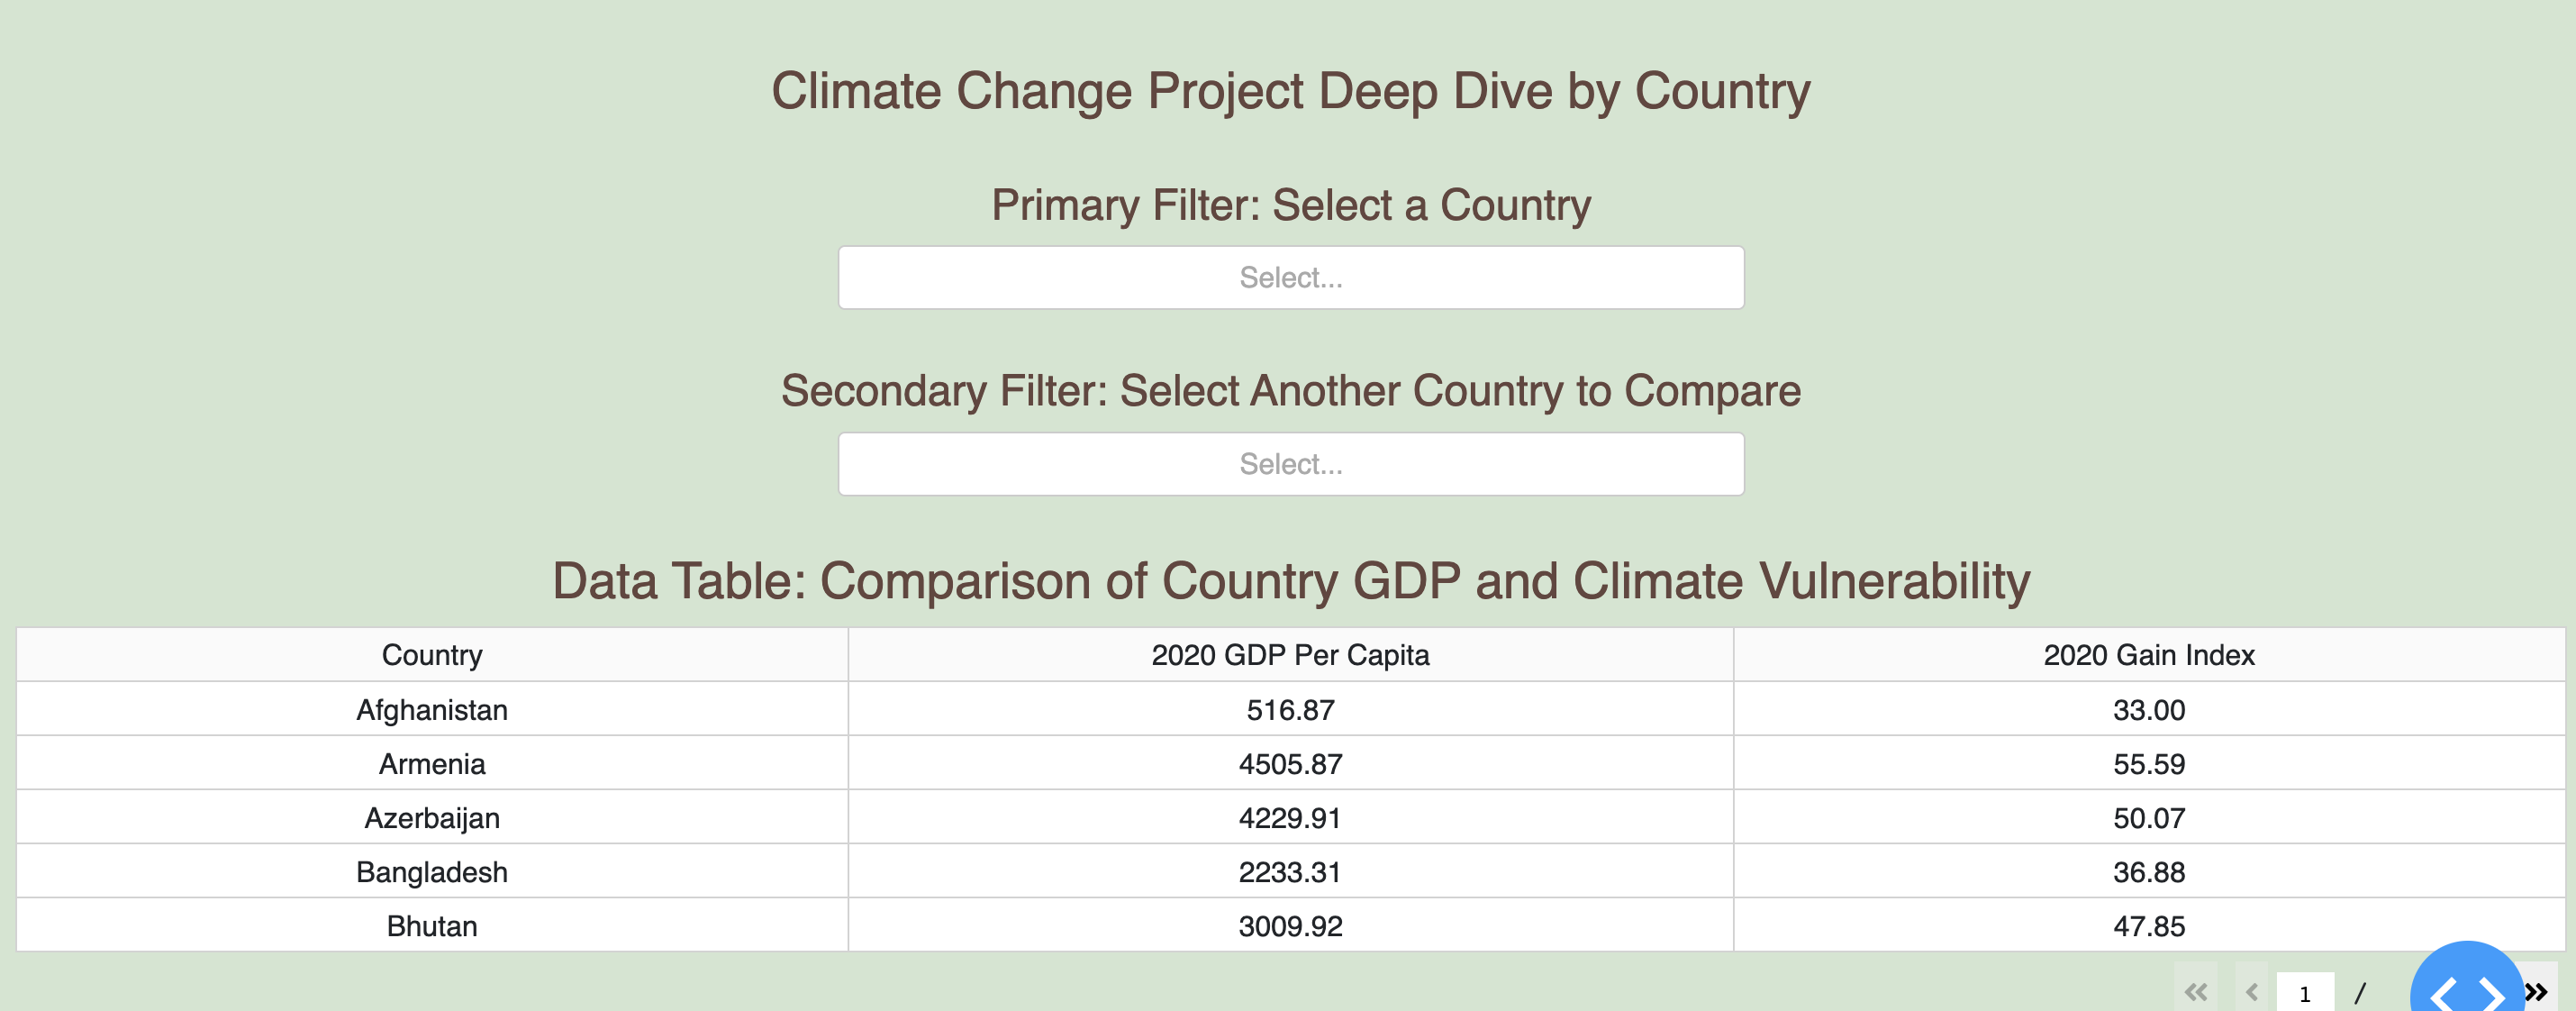 Climate Change Project Deep Dive by Country
Primary Filter: Select a Country
Select...
Secondary Filter: Select Another Country to Compare
Select...
Data Table: Comparison of Country GDP and Climate Vulnerability
Country 2020 GDP Per Capita 2020 Gain Index
Afghanistan 516.87 33.00
Armenia 4505.87 55.59
Azerbaijan 4229.91 50.07
Bangladesh 2233.31 36.88
Bhutan 3009.92 47.85
« < 1 / »